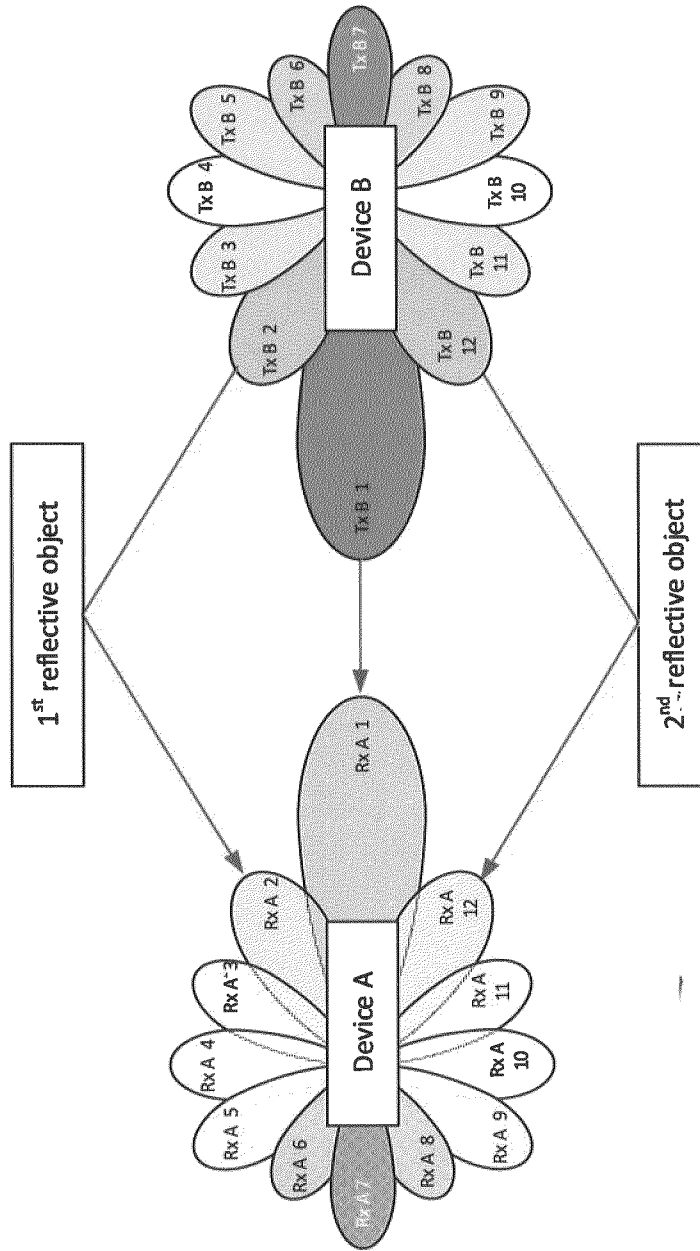 1st reflective object
Rx A 1
Rx A 2
Rx A 3
Rx A 4
Rx A 5
Rx A 6
Rx A 7
Rx A 8
Rx A 9
Rx A
10
Rx A
11
Rx A
12
Device A
Tx B 1
Tx B 2
Tx B 3
Tx B 4
Tx B 5
Tx B 6
Tx B 7
Tx B 8
Tx B 9
Tx B
10
Tx B
11
Tx B
12
Device B
2nd reflective object